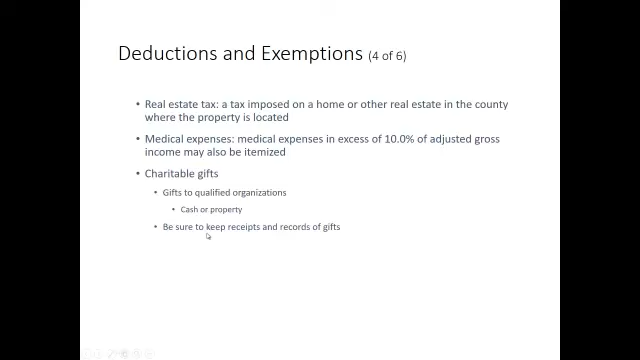 Deductions and Exemptions (4 of 6)
• Real estate tax: a tax imposed on a home or other real estate in the county
where the property is located
• Medical expenses: medical expenses in excess of 10.0% of adjusted gross
income may also be itemized
• Charitable gifts
• Gifts to qualified organizations
• Cash or property
• Be sure to keep receipts and records of gifts